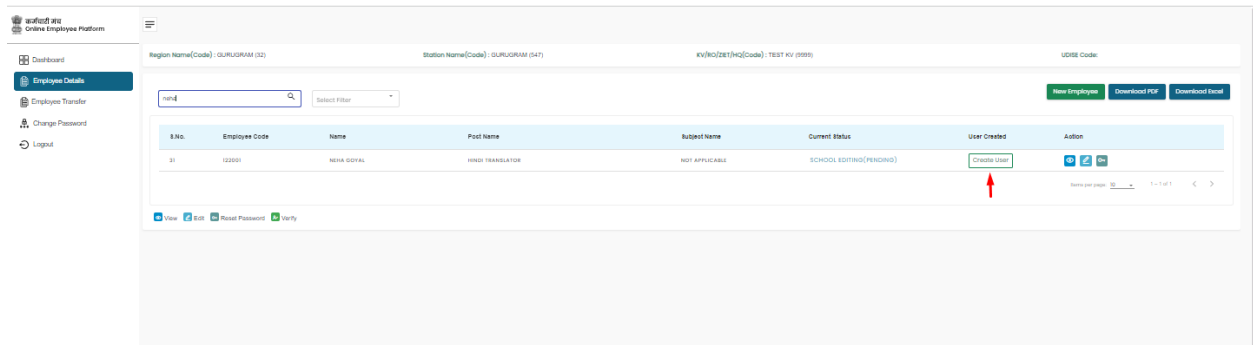 कर्मचारी मंच
Online Employee Platform
Region Name(Code) : GURUGRAM (32) Station Name(Code) : GURUGRAM (547) KV/RO/ZIET/HQ(Code) : TEST KV (9999) UDISE Code:
Dashboard
Employee Details
Employee Transfer
Change Password
Logout
Select Filter
New Employee Download PDF Download Excel
S.No. Employee Code Name Post Name Subject Name Current Status User Created Action
31 122001 NEHA GOYAL HINDI TRANSLATOR NOT APPLICABLE SCHOOL EDITING(PENDING) Create User
Items per page 10 1 – 1 of 1
View Edit Reset Password Verify